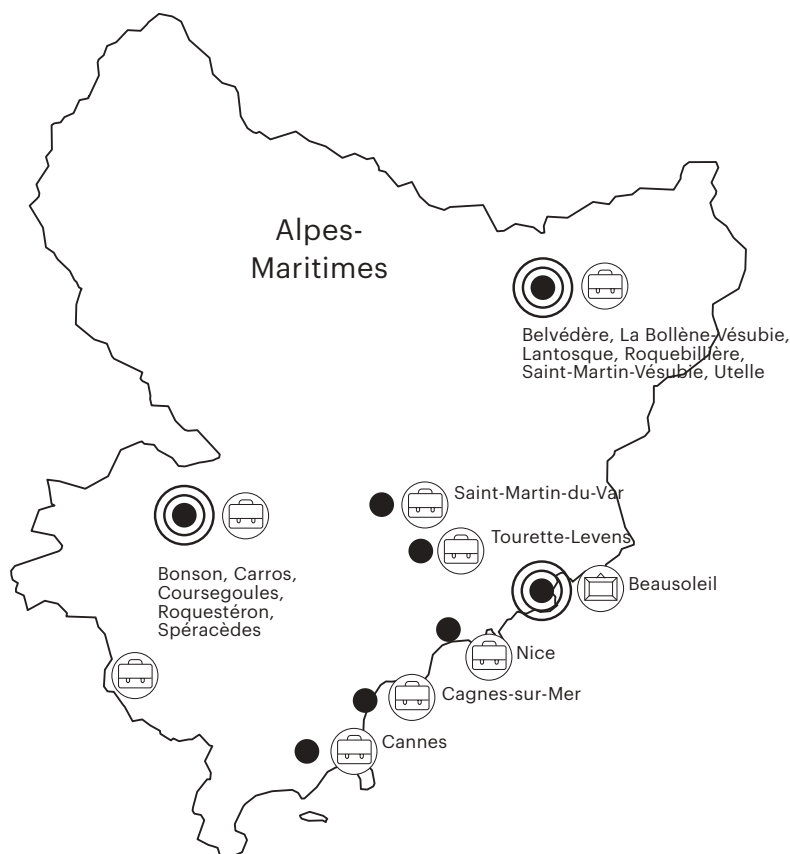 Alpes-
Maritimes
Belvédère, La Bollène-Vésubie,
Lantosque, Roquebillière,
Saint-Martin-Vésubie, Utelle
Saint-Martin-du-Var
Tourette-Levens
Bonson, Carros,
Coursegoules,
Roquestéron,
Spéracèdes
Beausoleil
Nice
Cagnes-sur-Mer
Cannes